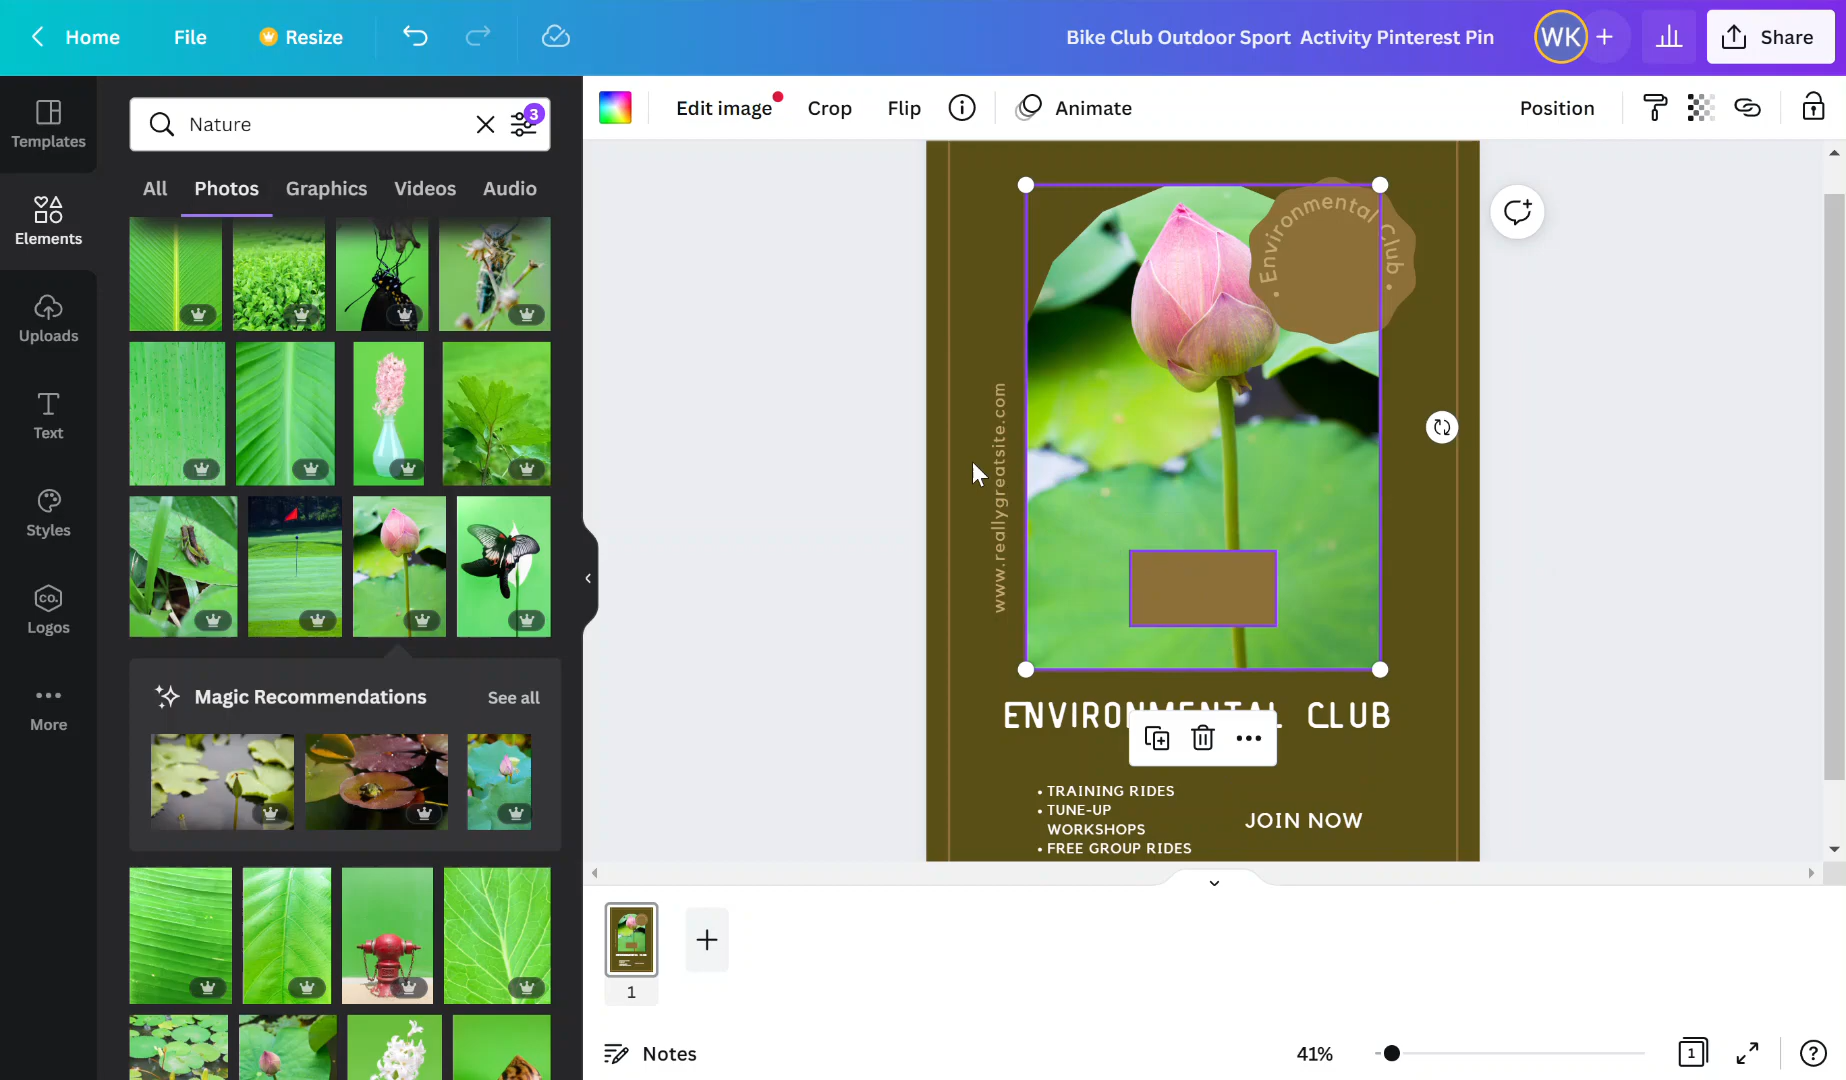 Home
File
Resize
Bike Club Outdoor Sport Activity Pinterest Pin
WK
Share
Templates
Elements
Uploads
Text
Styles
CO.
Logos
More
Nature
3
All
Photos
Graphics
Videos
Audio
Magic Recommendations
See all
Edit image
Crop
Flip
Animate
Position
• Environmental Club •
www.reallygreatsite.com
ENVIRONMENTAL CLUB
• TRAINING RIDES
• TUNE-UP
WORKSHOPS
• FREE GROUP RIDES
JOIN NOW
1
Notes
41%
1